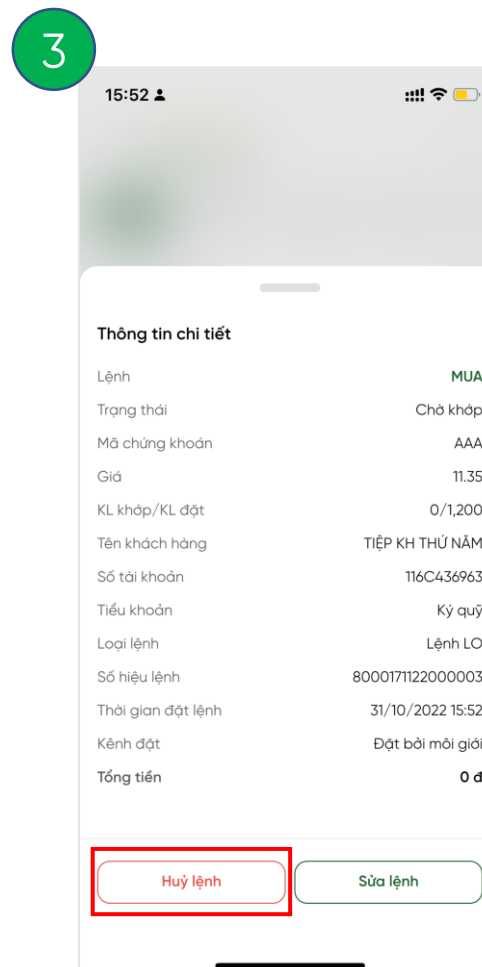 3
15:52
Thông tin chi tiết
Lệnh MUA
Trạng thái Chờ khớp
Mã chứng khoán AAA
Giá 11.35
KL khớp/KL đặt 0/1,200
Tên khách hàng TIỆP KH THỨ NĂM
Số tài khoản 116C436963
Tiểu khoản Ký quỹ
Loại lệnh Lệnh LO
Số hiệu lệnh 8000171122000003
Thời gian đặt lệnh 31/10/2022 15:52
Kênh đặt Đặt bởi môi giới
Tổng tiền 0 đ
Huỷ lệnh Sửa lệnh